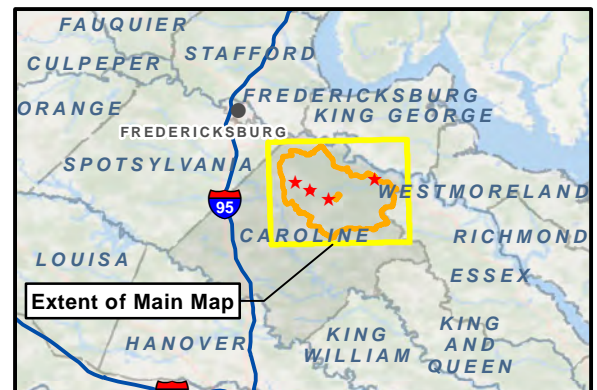 FAUQUIER
STAFFORD
CULPEPER
ORANGE
FREDERICKSBURG
KING GEORGE
FREDERICKSBURG
SPOTSYLVANIA
WESTMORELAND
95
CAROLINE
RICHMOND
LOUISA
ESSEX
Extent of Main Map
HANOVER
KING
WILLIAM
KING
AND
QUEEN